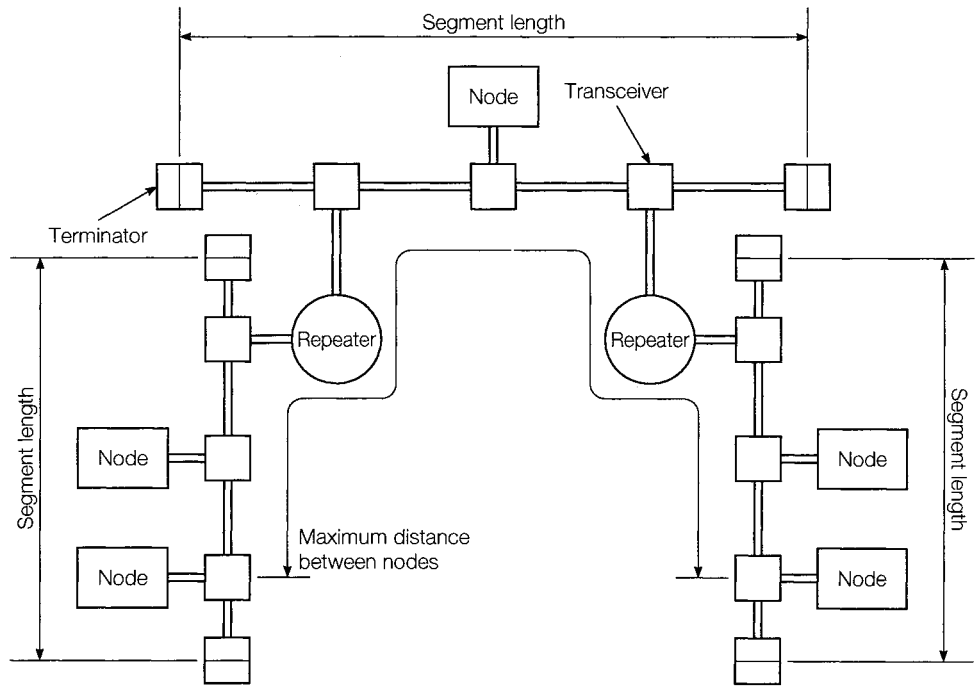 Segment length
Node
Transceiver
Terminator
Repeater
Repeater
Segment length
Segment length
Node
Node
Maximum distance
between nodes
Node
Node